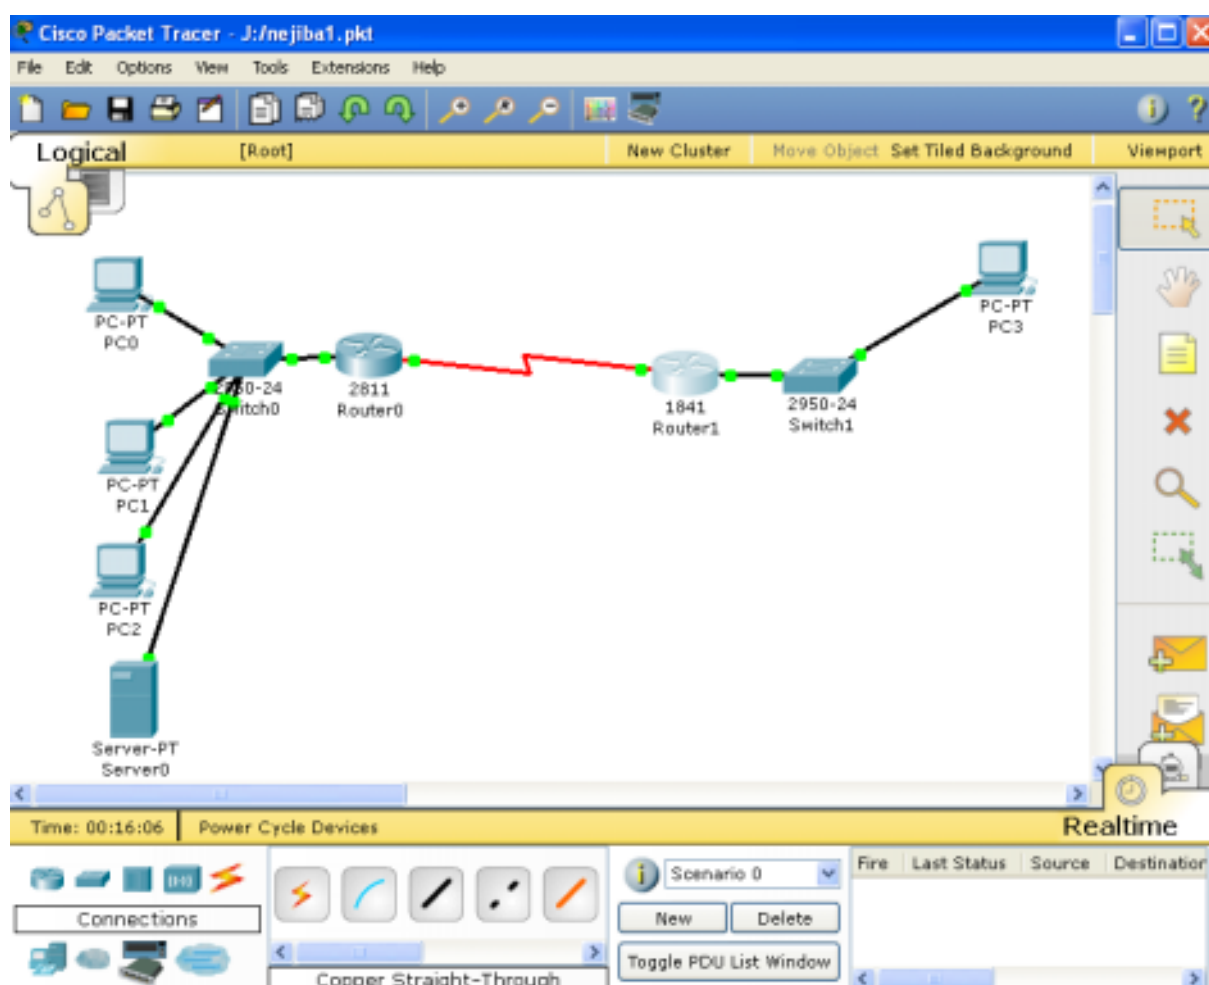 Cisco Packet Tracer - J:/nejiba1.pkt
File Edit Options View Tools Extensions Help
Logical [Root] New Cluster Move Object Set Tiled Background Viewport
PC-PT
PC0
2950-24
Switch0
2811
Router0
1841
Router1
2950-24
Switch1
PC-PT
PC3
PC-PT
PC1
PC-PT
PC2
Server-PT
Server0
Time: 00:16:06 Power Cycle Devices Realtime
Scenario 0
Fire Last Status Source Destination
Connections
New Delete
Toggle PDU List Window
Copper Straight-Through